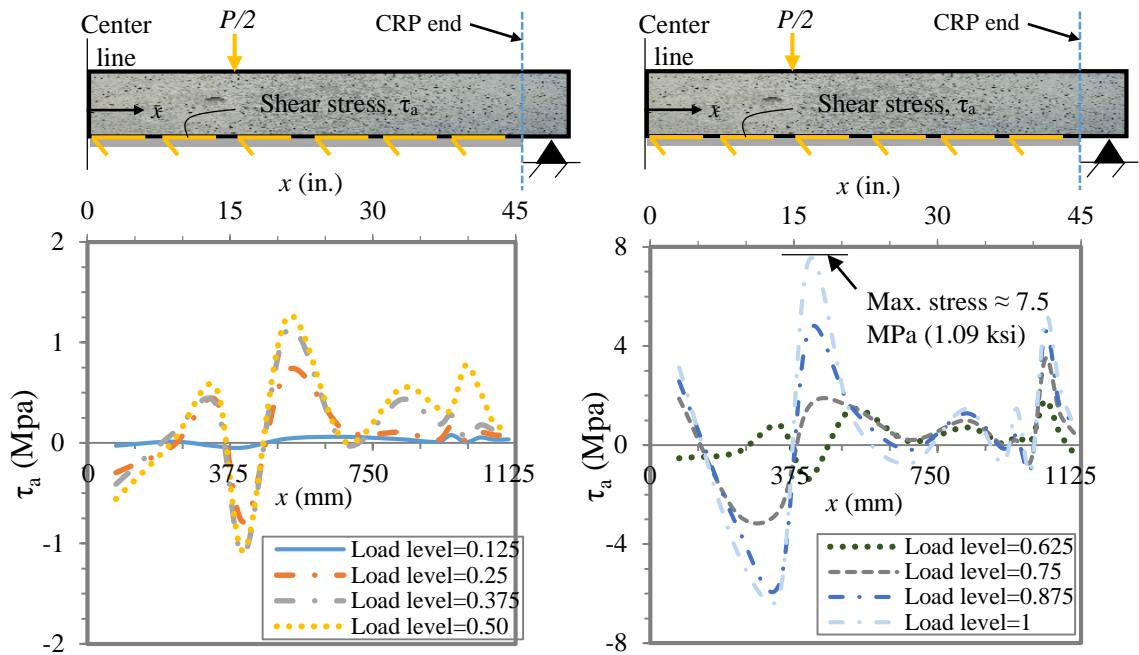 Center
line
P/2
CRP end
x̄
Shear stress, τa
x (in.)
0
15
30
45
2
1
0
-1
-2
τa (Mpa)
0
375
750
1125
x (mm)
Load level=0.125
Load level=0.25
Load level=0.375
Load level=0.50
Center
line
P/2
CRP end
x̄
Shear stress, τa
x (in.)
0
15
30
45
8
4
0
-4
-8
τa (Mpa)
Max. stress ≈ 7.5
MPa (1.09 ksi)
0
375
750
1125
x (mm)
Load level=0.625
Load level=0.75
Load level=0.875
Load level=1